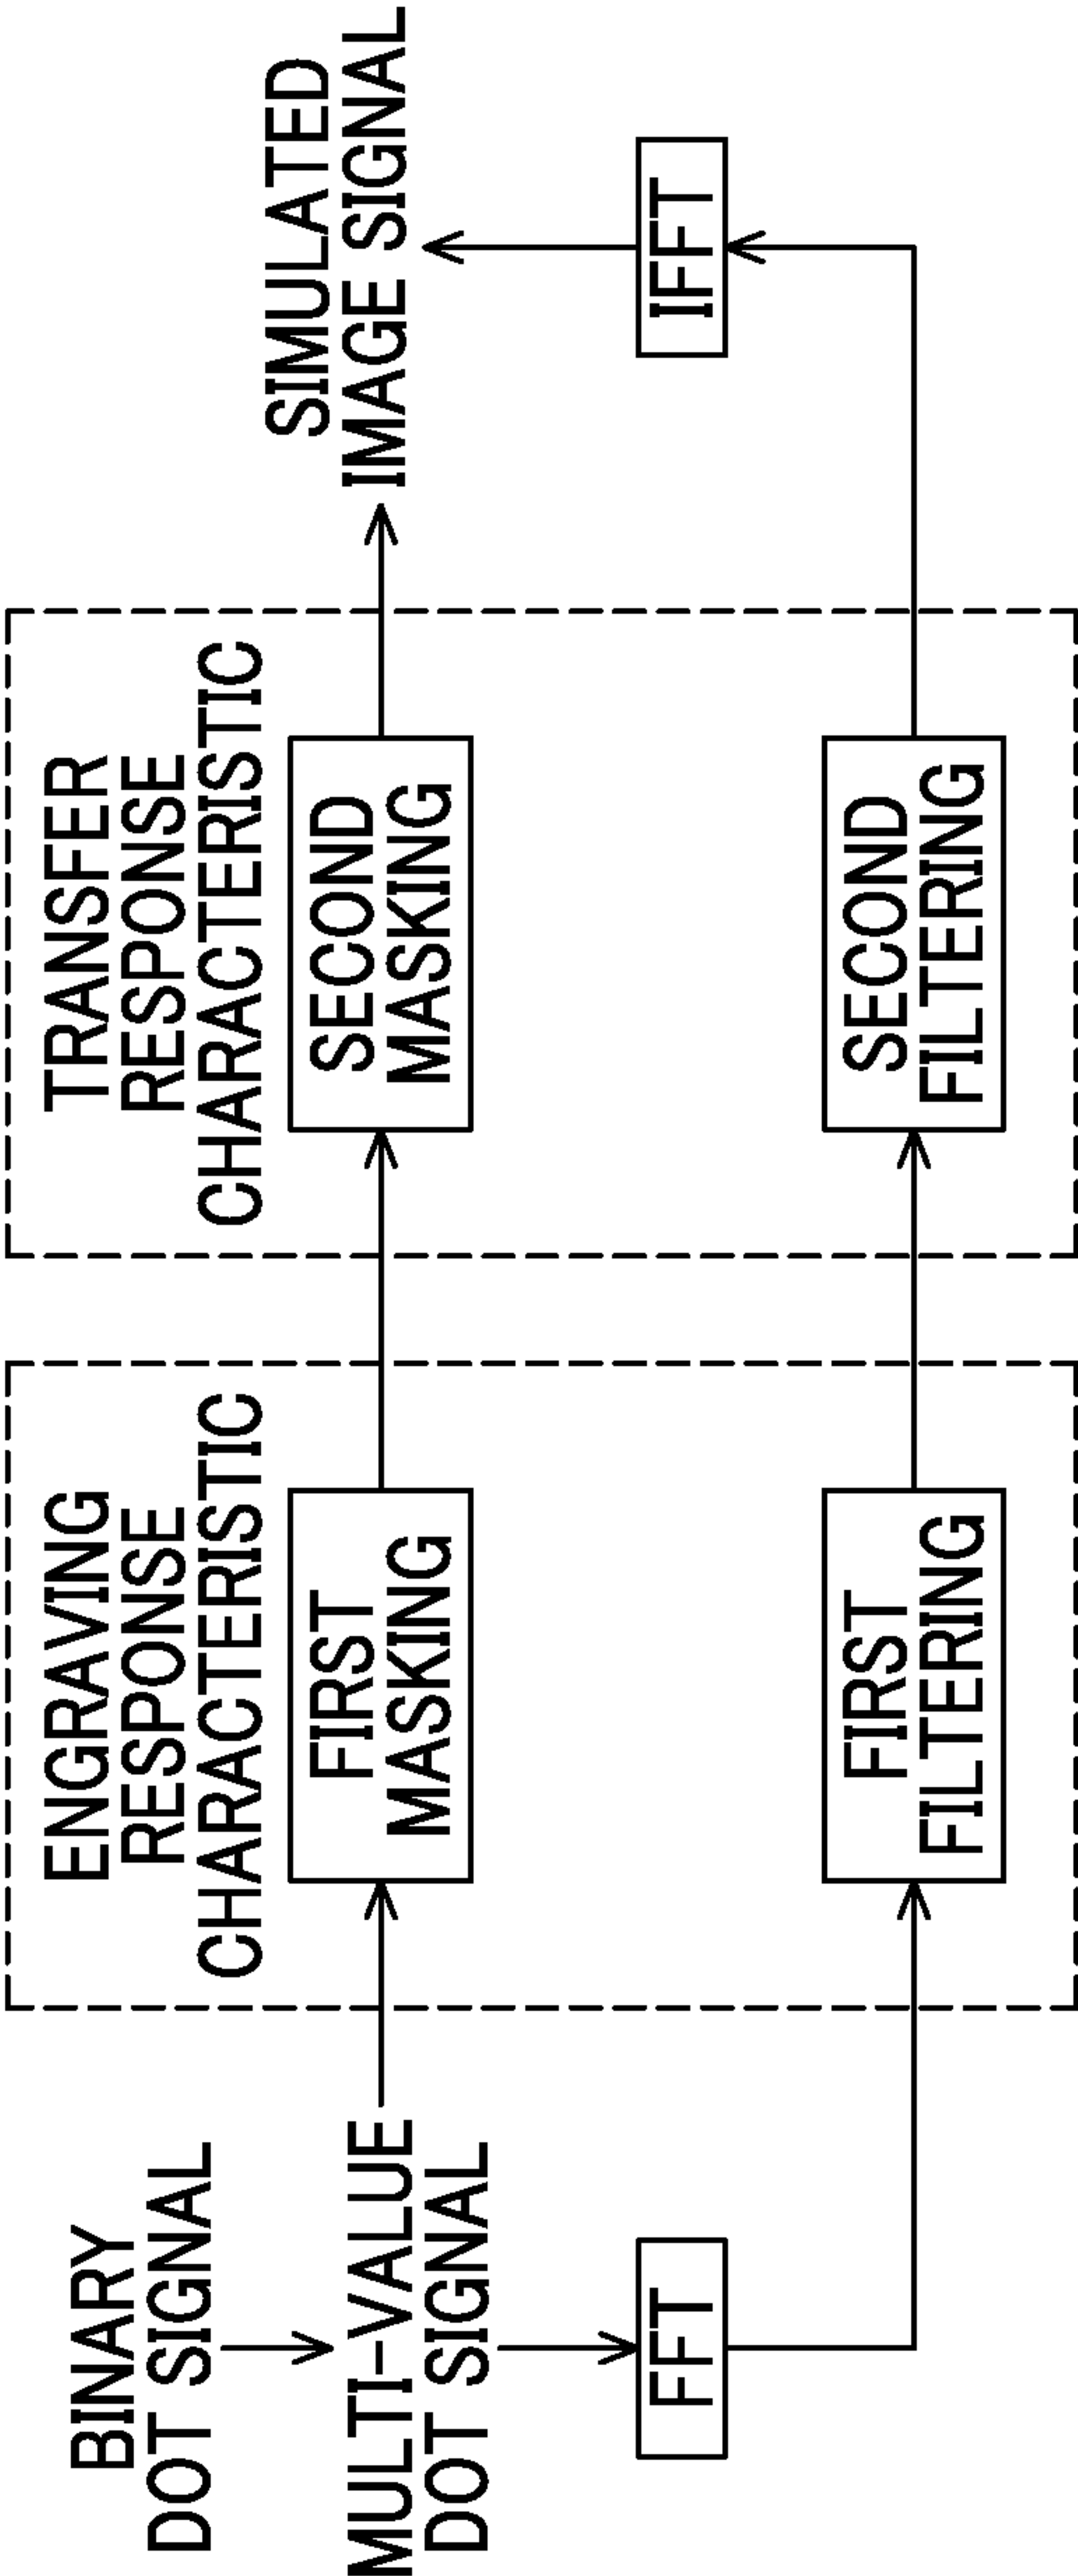 BINARY
DOT SIGNAL
MULTI-VALUE
DOT SIGNAL
FFT
ENGRAVING
RESPONSE
CHARACTERISTIC
FIRST
MASKING
FIRST
FILTERING
TRANSFER
RESPONSE
CHARACTERISTIC
SECOND
MASKING
SECOND
FILTERING
SIMULATED
IMAGE SIGNAL
IFFT